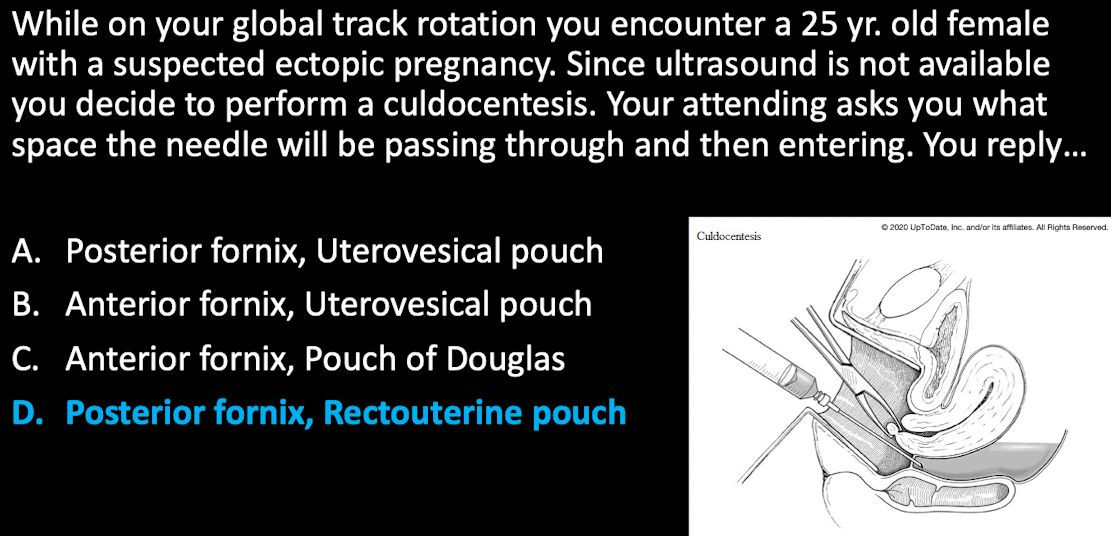 While on your global track rotation you encounter a 25 yr. old female
with a suspected ectopic pregnancy. Since ultrasound is not available
you decide to perform a culdocentesis. Your attending asks you what
space the needle will be passing through and then entering. You reply...
A. Posterior fornix, Uterovesical pouch
B. Anterior fornix, Uterovesical pouch
C. Anterior fornix, Pouch of Douglas
D. Posterior fornix, Rectouterine pouch
© 2020 UpToDate, Inc. and/or its affiliates. All Rights Reserved.
Culdocentesis